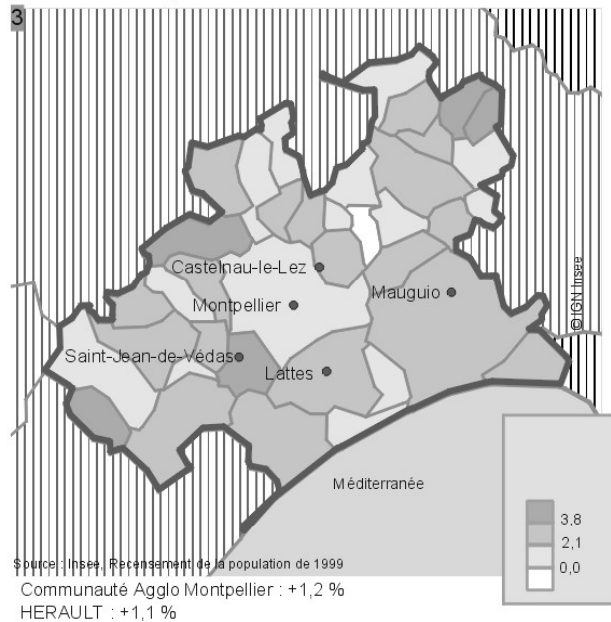 3
Castelnau-le-Lez
Montpellier
Mauguio
©IGN Insee
Saint-Jean-de-Védas
Lattes
Méditerranée
3,8
2,1
0,0
Source : Insee, Recensement de la population de 1999
Communauté Agglo Montpellier : +1,2 %
HERAULT : +1,1 %